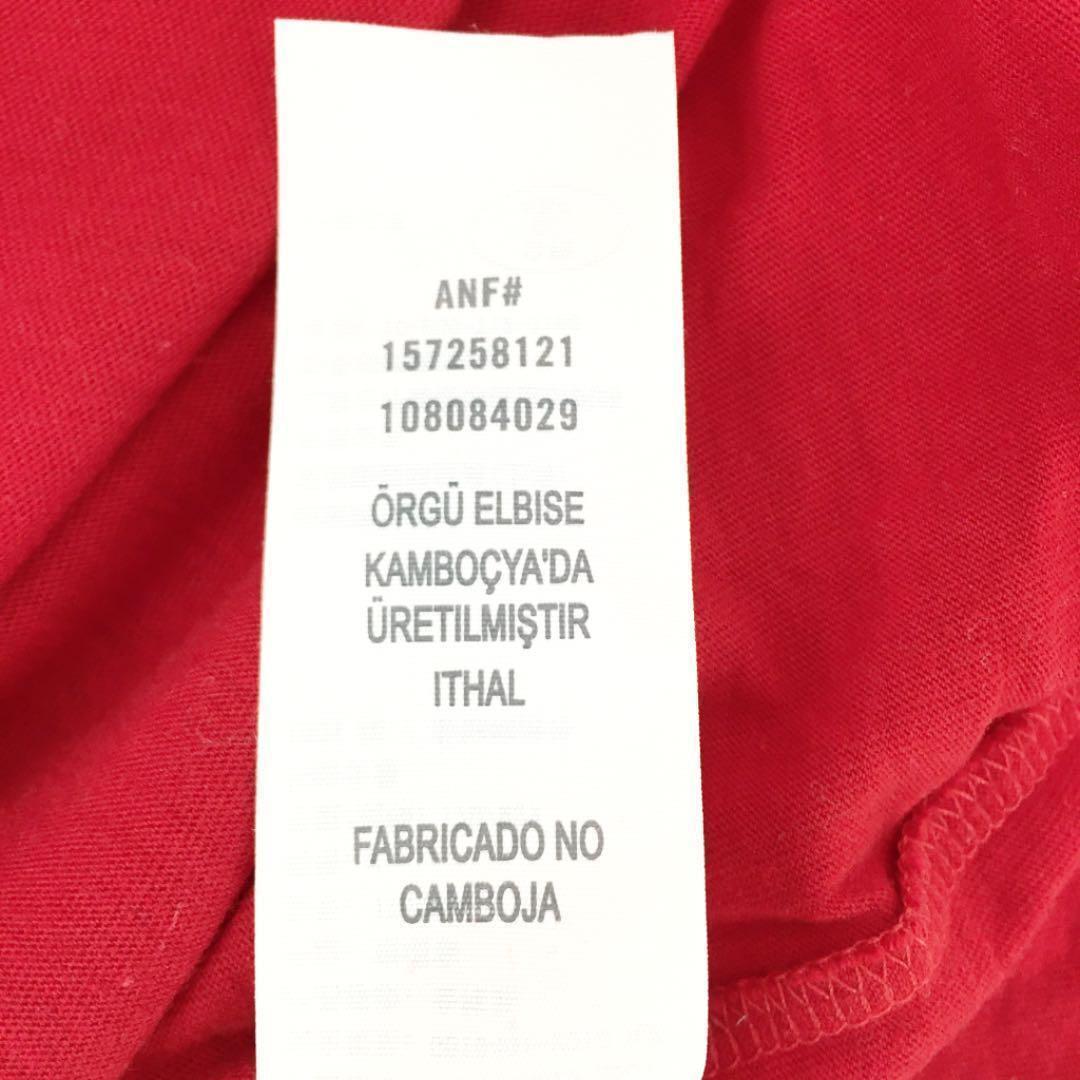 ANF#
157258121
108084029
ÖRGÜ ELBISE
KAMBOÇYA'DA
ÜRETILMIŞTIR
ITHAL
FABRICADO NO
CAMBOJA